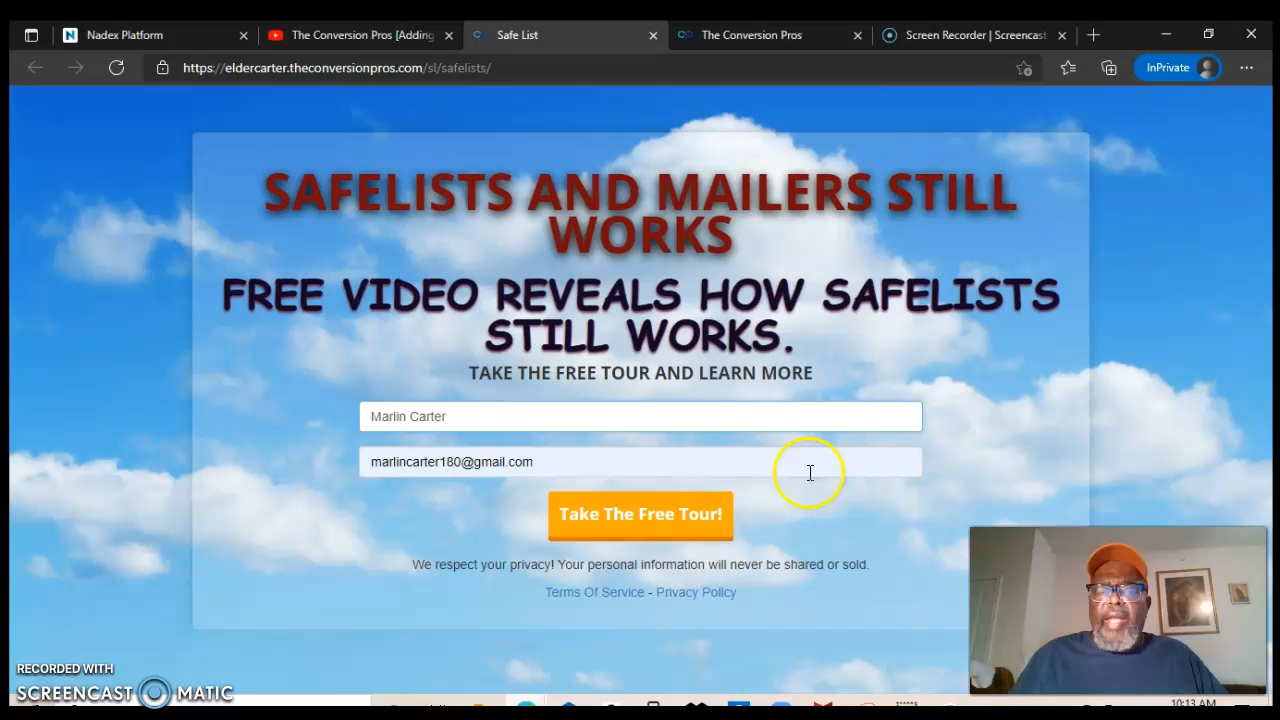 Nadex Platform
The Conversion Pros [Adding
Safe List
The Conversion Pros
Screen Recorder | Screencast
https://eldercarter.theconversionpros.com/sl/safelists/
InPrivate
SAFELISTS AND MAILERS STILL
WORKS
FREE VIDEO REVEALS HOW SAFELISTS
STILL WORKS.
TAKE THE FREE TOUR AND LEARN MORE
Marlin Carter
marlincarter180@gmail.com
Take The Free Tour!
We respect your privacy! Your personal information will never be shared or sold.
Terms Of Service - Privacy Policy
RECORDED WITH
SCREENCAST MATIC
10:13 AM